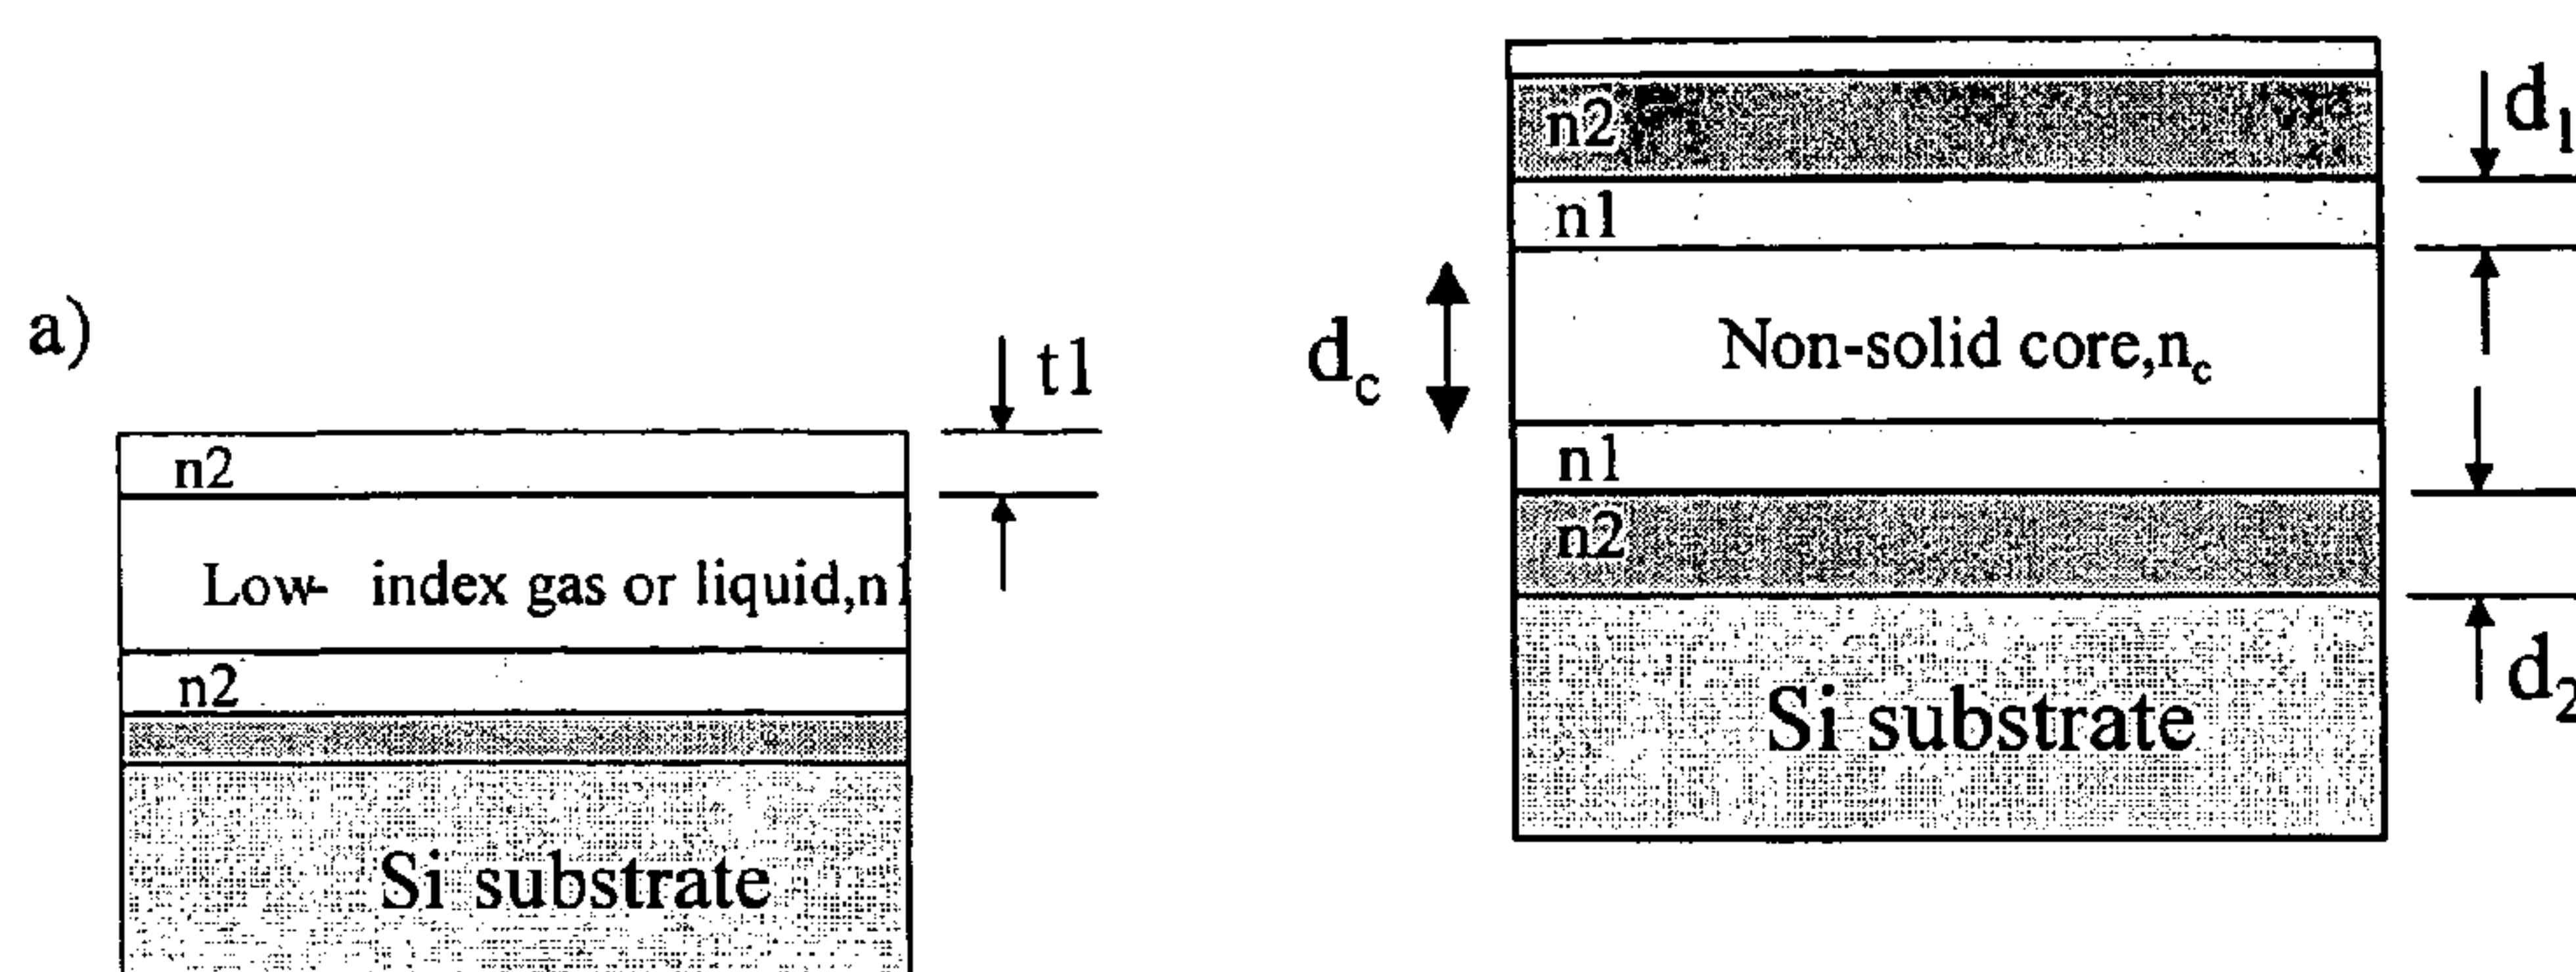 a)
t1
n2
Low- index gas or liquid,n1
n2
Si substrate
n2
d1
n1
dc
Non-solid core,nc
n1
n2
Si substrate
d2